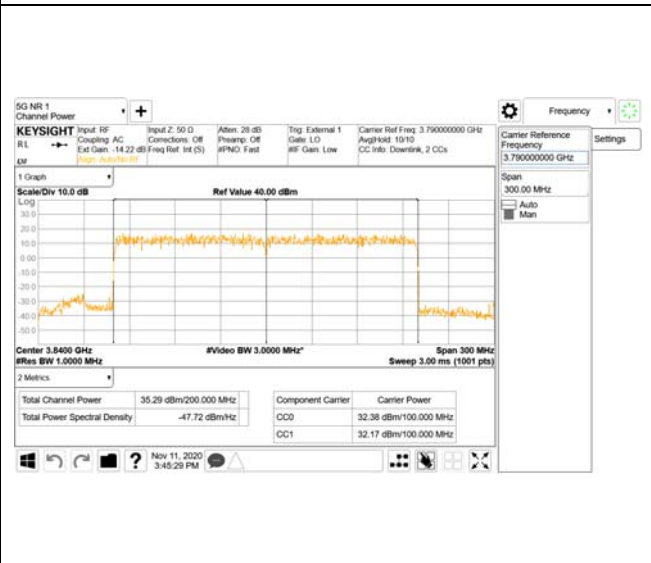 5G NR 1
Channel Power
Frequency
KEYSIGHT
Input: RF
Input Z: 50 Ω
Atten: 28 dB
Trig: External 1
Carrier Ref Freq: 3.790000000 GHz
RL
Coupling: AC
Corrections: Off
Preamp: Off
Gate: LO
Avg|Hold: 10/10
Ext Gain: -14.22 dB
Freq Ref: Int (S)
#PNO: Fast
#IF Gain: Low
CC Info: Downlink, 2 CCs
Align: Auto/No RF
Carrier Reference
Frequency
3.790000000 GHz
Settings
Span
300.00 MHz
Auto
Man
1 Graph
Scale/Div 10.0 dB
Ref Value 40.00 dBm
Log
30.0
20.0
10.0
0.00
-10.0
-20.0
-30.0
-40.0
-50.0
Center 3.8400 GHz
#Video BW 3.0000 MHz*
Span 300 MHz
#Res BW 1.0000 MHz
Sweep 3.00 ms (1001 pts)
2 Metrics
Total Channel Power
35.29 dBm/200.000 MHz
Total Power Spectral Density
-47.72 dBm/Hz
Component Carrier
Carrier Power
CC0
32.38 dBm/100.000 MHz
CC1
32.17 dBm/100.000 MHz
Nov 11, 2020
3:45:29 PM